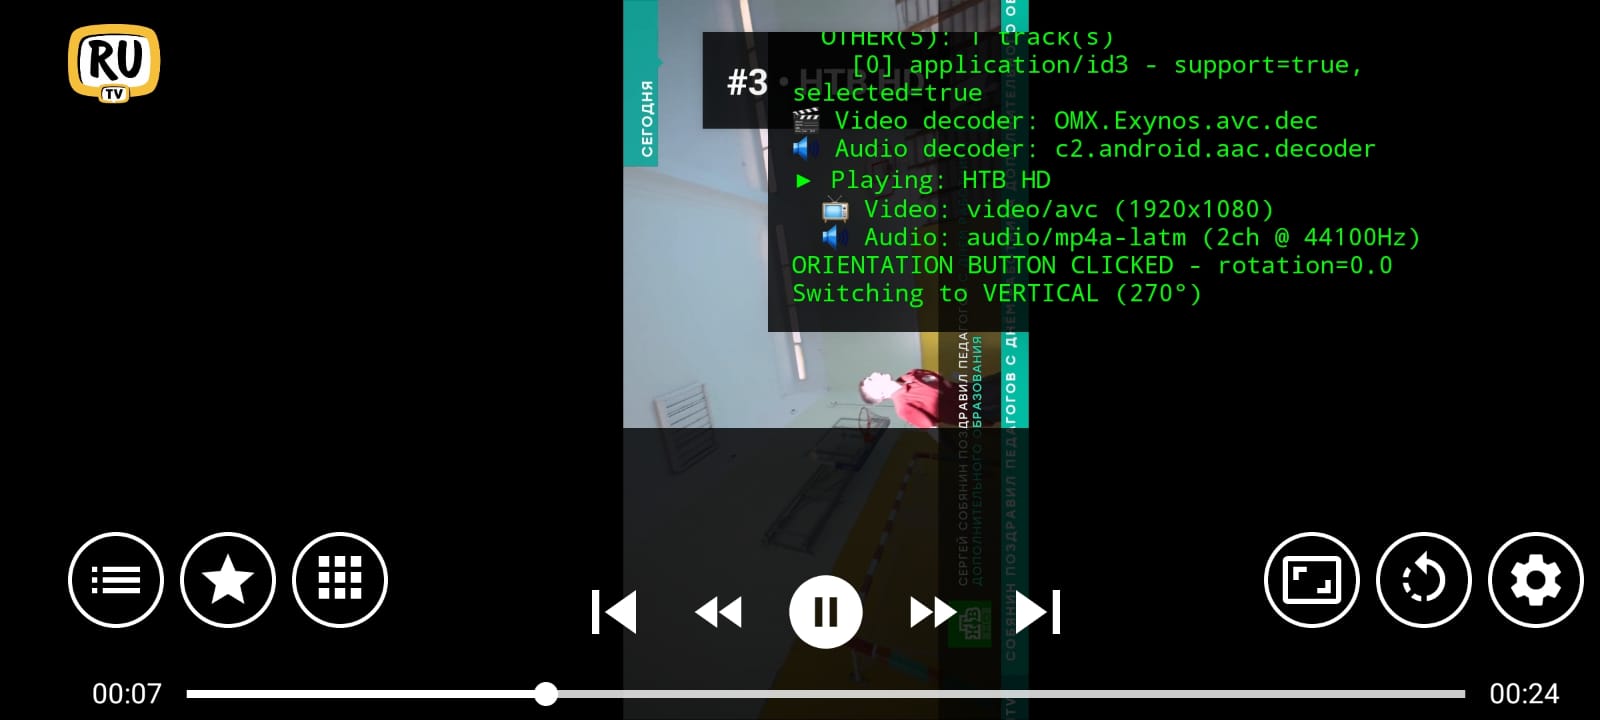 RU
TV
СЕГОДНЯ
#3 • НТВ HD
OTHER(5): 1 track(s)
[0] application/id3 - support=true,
selected=true
🎬 Video decoder: OMX.Exynos.avc.dec
🔊 Audio decoder: c2.android.aac.decoder
► Playing: НТВ HD
📺 Video: video/avc (1920x1080)
🔊 Audio: audio/mp4a-latm (2ch @ 44100Hz)
ORIENTATION BUTTON CLICKED - rotation=0.0
Switching to VERTICAL (270°)
СЕРГЕЙ СОБЯНИН ПОЗДРАВИЛ ПЕДАГОГОВ
ДОПОЛНИТЕЛЬНОГО ОБРАЗОВАНИЯ
СОБЯНИН ПОЗДРАВИЛ ПЕДАГОГОВ С ДНЁМ
НТВ
00:07
00:24